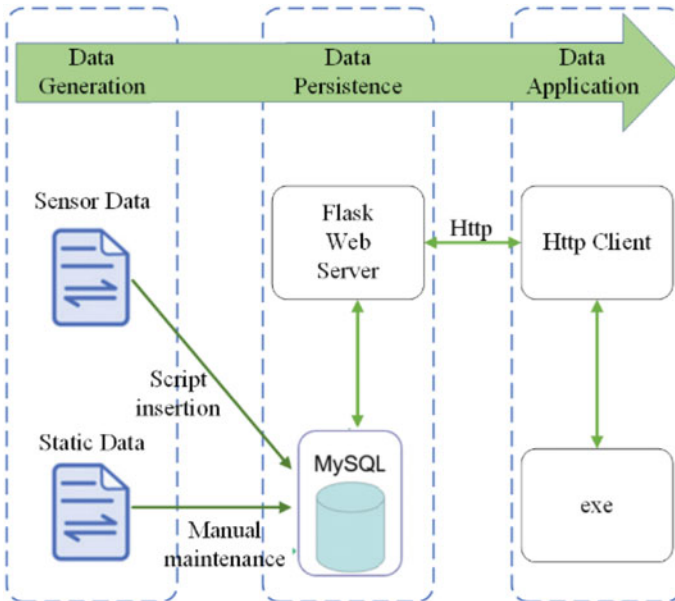 Data
Generation
Data
Persistence
Data
Application
Sensor Data
Flask
Web
Server
Http
Http Client
Script
insertion
Static Data
MySQL
Manual
maintenance
exe